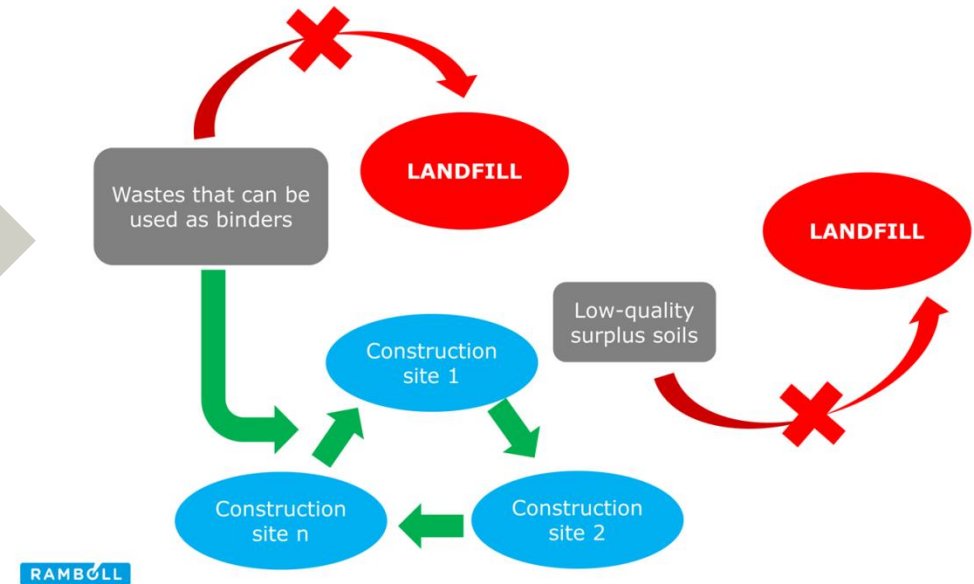 LANDFILL
Wastes that can be
used as binders
LANDFILL
Low-quality
surplus soils
Construction
site 1
Construction
site n
Construction
site 2
RAMBOLL